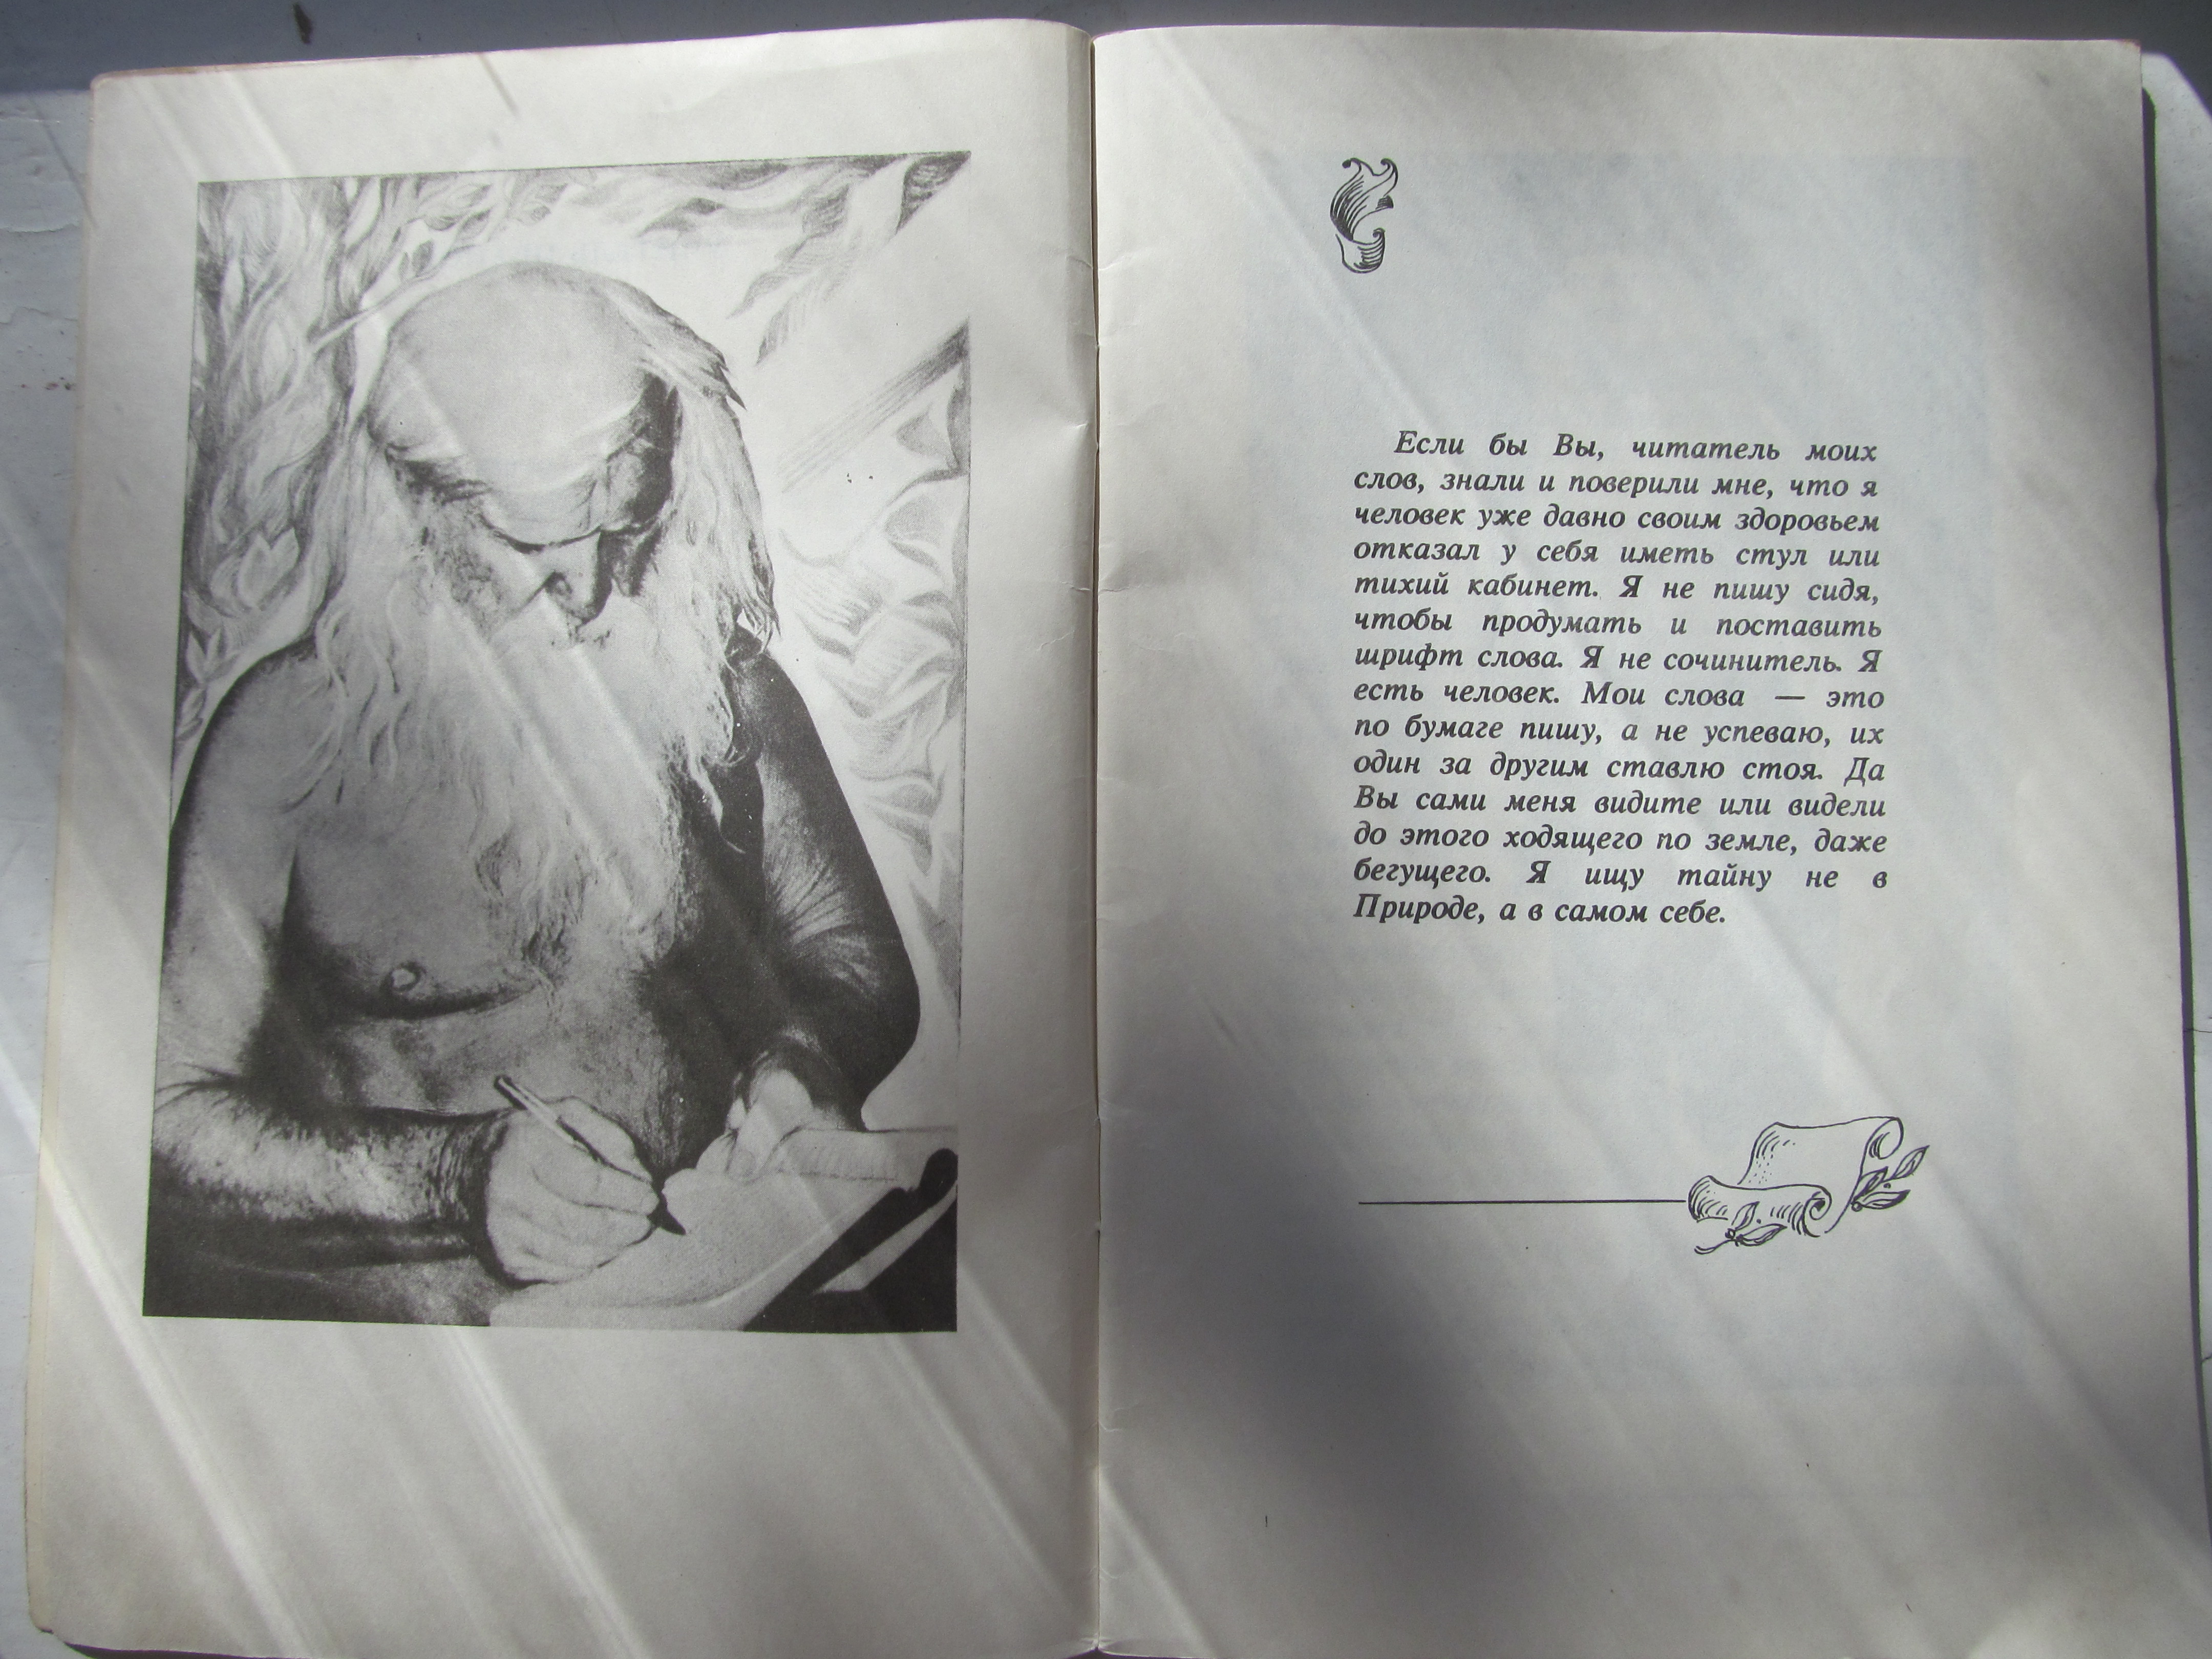 Если бы Вы, читатель моих
слов, знали и поверили мне, что я
человек уже давно своим здоровьем
отказал у себя иметь стул или
тихий кабинет. Я не пишу сидя,
чтобы продумать и поставить
шрифт слова. Я не сочинитель. Я
есть человек. Мои слова — это
по бумаге пишу, а не успеваю, их
один за другим ставлю стоя. Да
Вы сами меня видите или видели
до этого ходящего по земле, даже
бегущего. Я ищу тайну не в
Природе, а в самом себе.